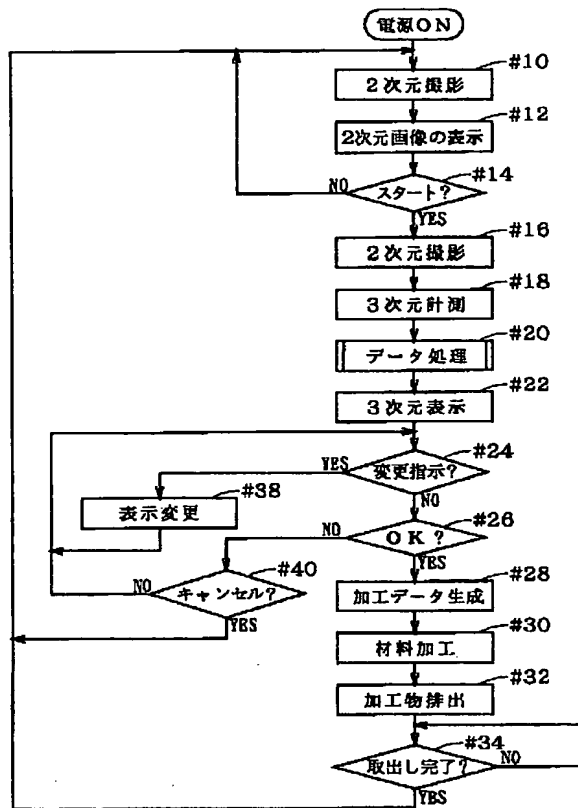 電源ON
#10
2次元撮影
#12
2次元画像の表示
#14
スタート?
NO
YES
#16
2次元撮影
#18
3次元計測
#20
データ処理
#22
3次元表示
#24
変更指示?
YES
NO
#38
表示変更
#26
OK?
NO
YES
#40
キャンセル?
NO
YES
#28
加工データ生成
#30
材料加工
#32
加工物排出
#34
取出し完了?
NO
YES